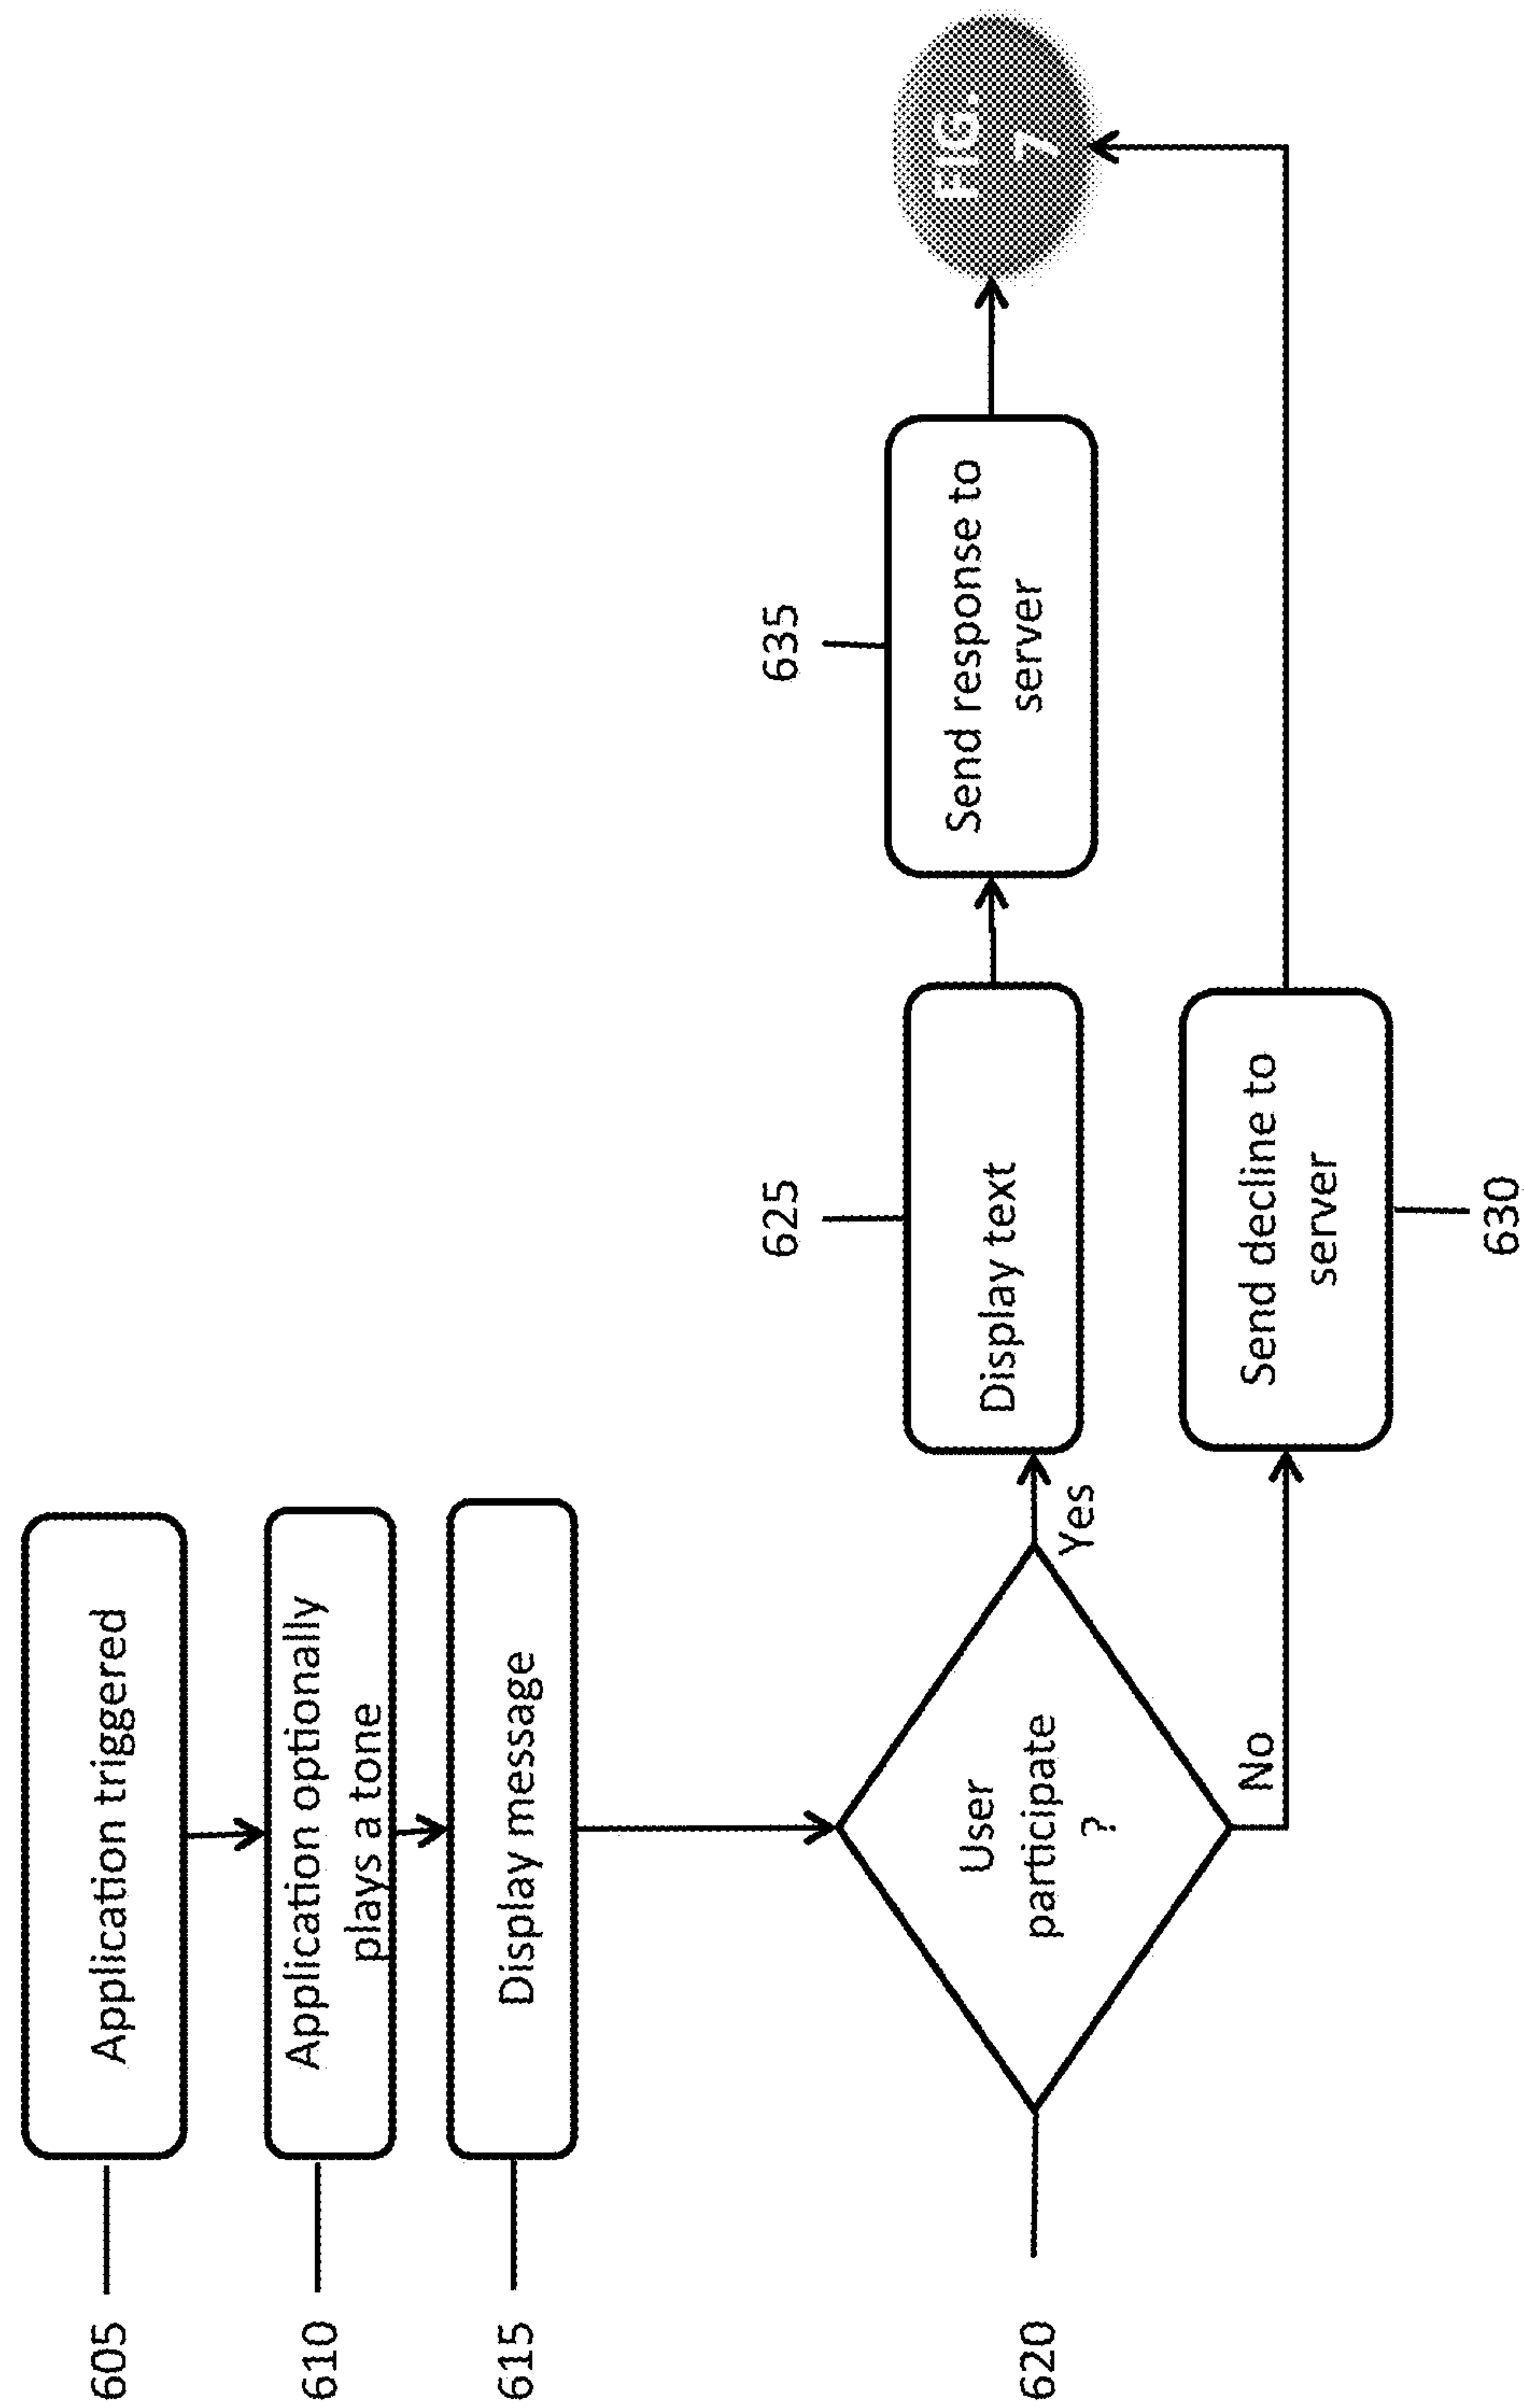 605
Application triggered
610
Application optionally
plays a tone
615
Display message
620
User
participate
?
Yes
No
625
Display text
635
Send response to
server
FIG.
7
Send decline to
server
630